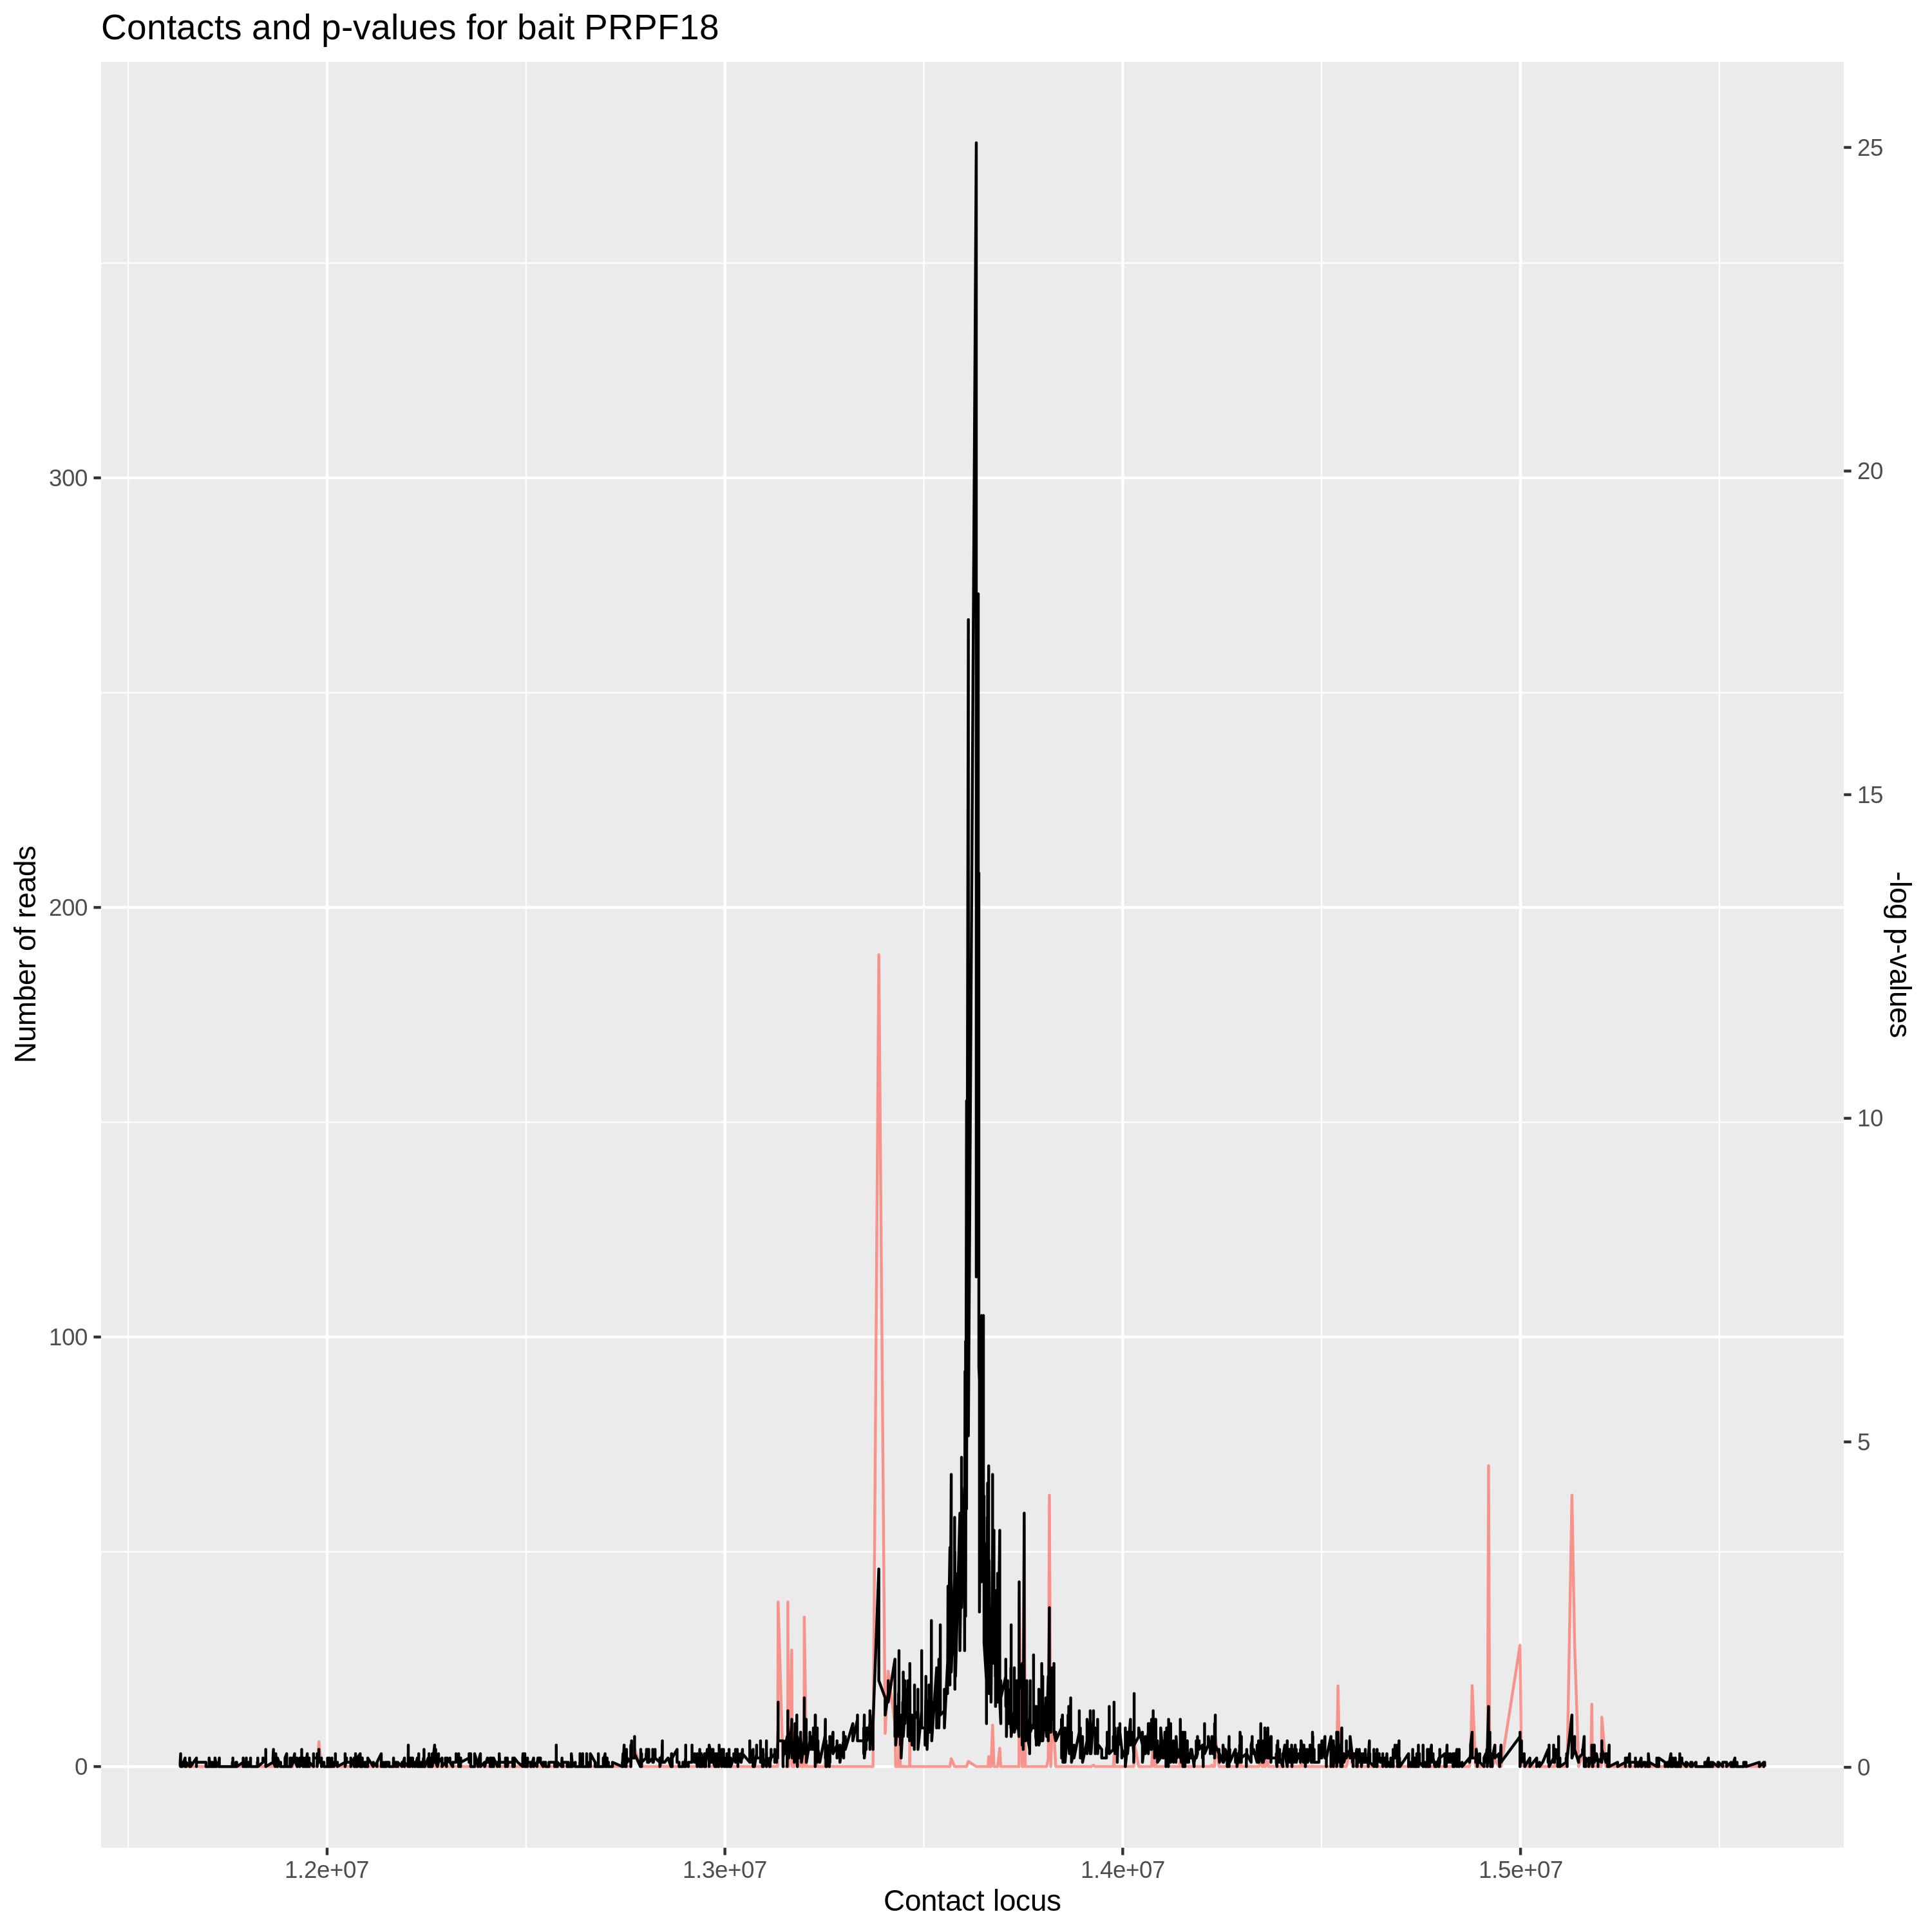 Contacts and p-values for bait PRPF18
Number of reads
300
200
100
0
25
20
15
10
5
0
-log p-values
1.2e+07
1.3e+07
1.4e+07
1.5e+07
Contact locus